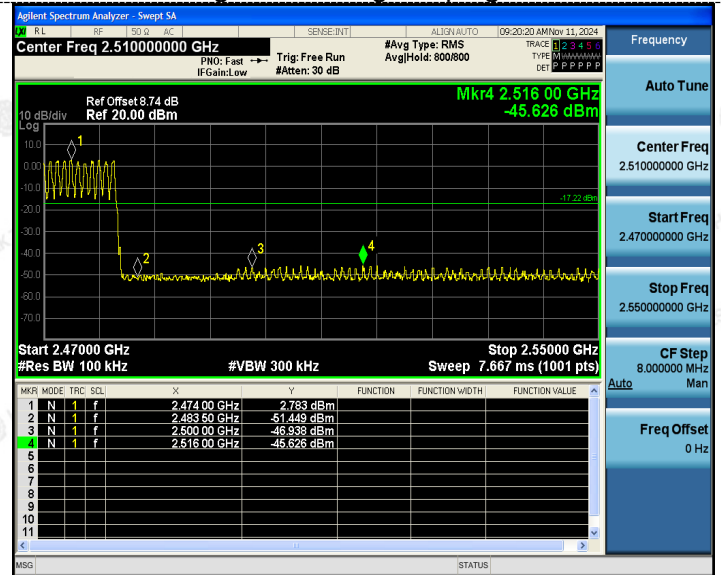 Agilent Spectrum Analyzer - Swept SA
LXI RL RF 50 Ω AC SENSE:INT ALIGN AUTO 09:20:20 AM Nov 11, 2024
Center Freq 2.510000000 GHz
PNO: Fast
IFGain:Low
Trig: Free Run
#Atten: 30 dB
#Avg Type: RMS
Avg|Hold: 800/800
TRACE 1 2 3 4 5 6
TYPE M
DET P P P P P P
Mkr4 2.516 00 GHz
-45.626 dBm
Ref Offset 8.74 dB
10 dB/div Ref 20.00 dBm
Log
10.0
0.00
-10.0
-20.0
-30.0
-40.0
-50.0
-60.0
-70.0
1
2
3
4
-17.22 dBm
Start 2.47000 GHz Stop 2.55000 GHz
#Res BW 100 kHz #VBW 300 kHz Sweep 7.667 ms (1001 pts)
MKR MODE TRC SCL X Y FUNCTION FUNCTION WIDTH FUNCTION VALUE
1 N 1 f 2.474 00 GHz 2.783 dBm
2 N 1 f 2.483 50 GHz -51.449 dBm
3 N 1 f 2.500 00 GHz -46.938 dBm
4 N 1 f 2.516 00 GHz -45.626 dBm
5
6
7
8
9
10
11
MSG STATUS
Frequency
Auto Tune
Center Freq
2.510000000 GHz
Start Freq
2.470000000 GHz
Stop Freq
2.550000000 GHz
CF Step
8.000000 MHz
Auto Man
Freq Offset
0 Hz